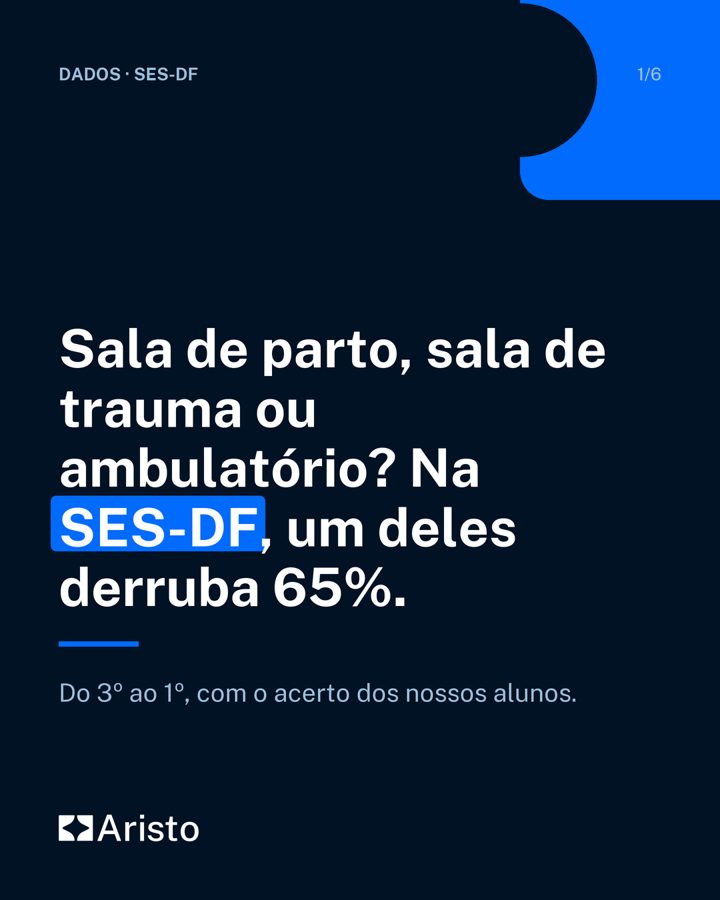 DADOS · SES-DF
1/6
Sala de parto, sala de
trauma ou
ambulatório? Na
SES-DF, um deles
derruba 65%.
Do 3º ao 1º, com o acerto dos nossos alunos.
Aristo